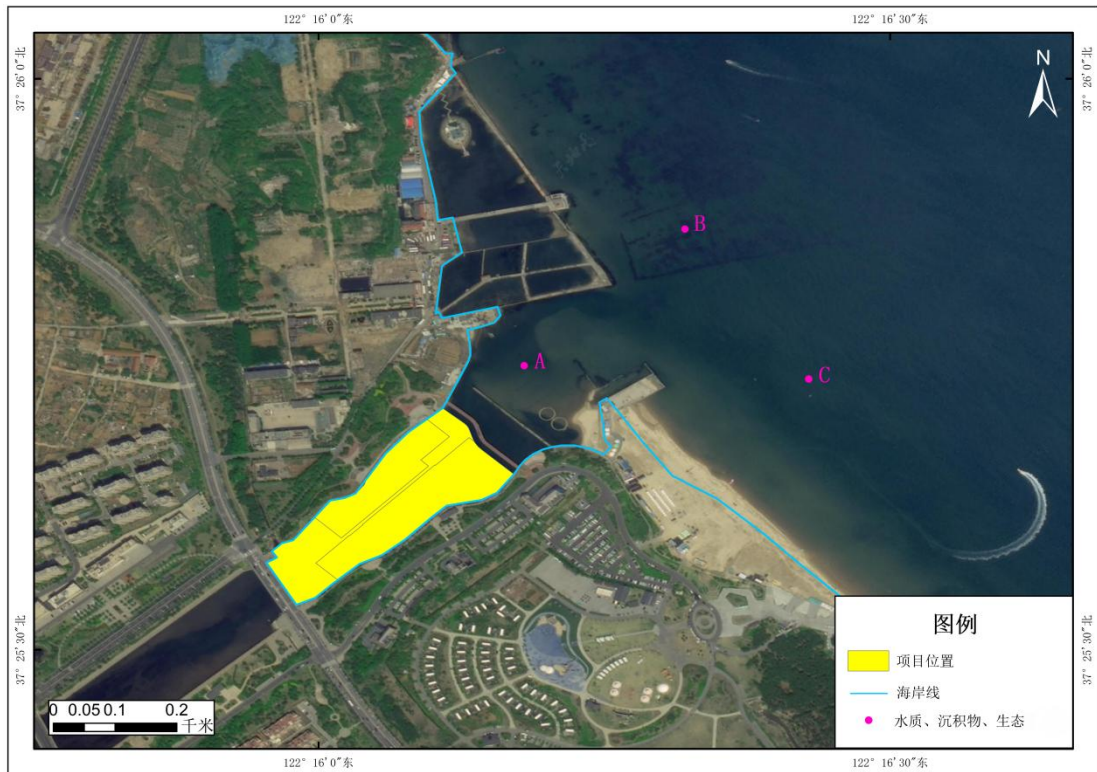 122° 16′0″东
122° 16′30″东
37° 26′0″北
37° 26′0″北
N
B
A
C
37° 25′30″北
37° 25′30″北
图例
项目位置
海岸线
水质、沉积物、生态
0 0.05 0.1 0.2
千米
122° 16′0″东
122° 16′30″东